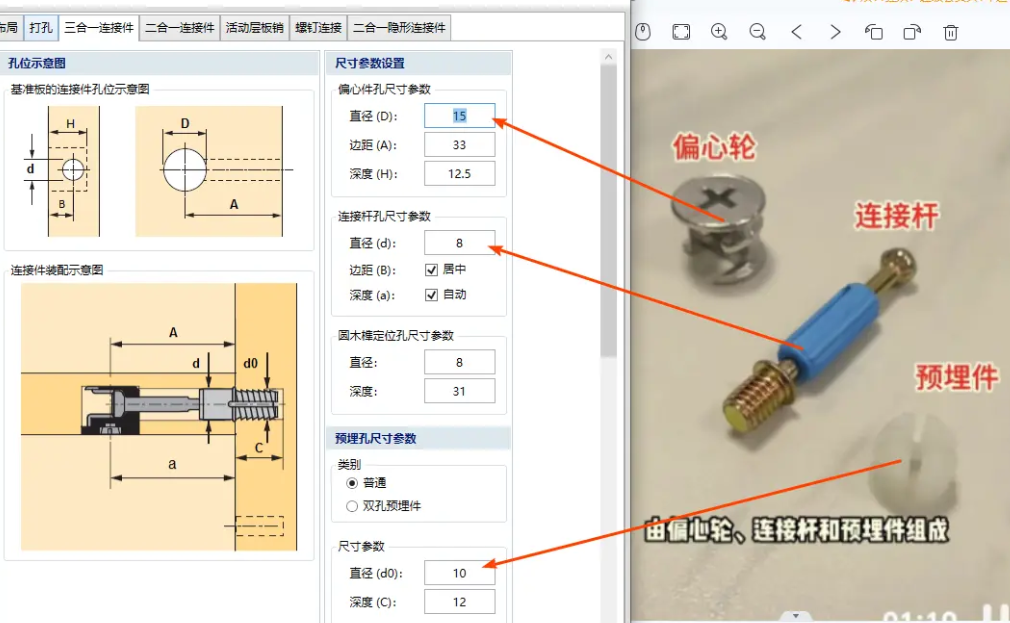 打孔
三合一连接件
二合一连接件
活动层板销
螺钉连接
二合一隐形连接件
孔位示意图
基准板的连接件孔位示意图
H
d
B
D
A
连接件装配示意图
A
d
d0
C
a
尺寸参数设置
偏心件孔尺寸参数
直径 (D):
15
边距 (A):
33
深度 (H):
12.5
连接杆孔尺寸参数
直径 (d):
8
边距 (B):
居中
深度 (a):
自动
圆木榫定位孔尺寸参数
直径:
8
深度:
31
预埋孔尺寸参数
类别
普通
双孔预埋件
尺寸参数
直径 (d0):
10
深度 (C):
12
偏心轮
连接杆
预埋件
由偏心轮、连接杆和预埋件组成